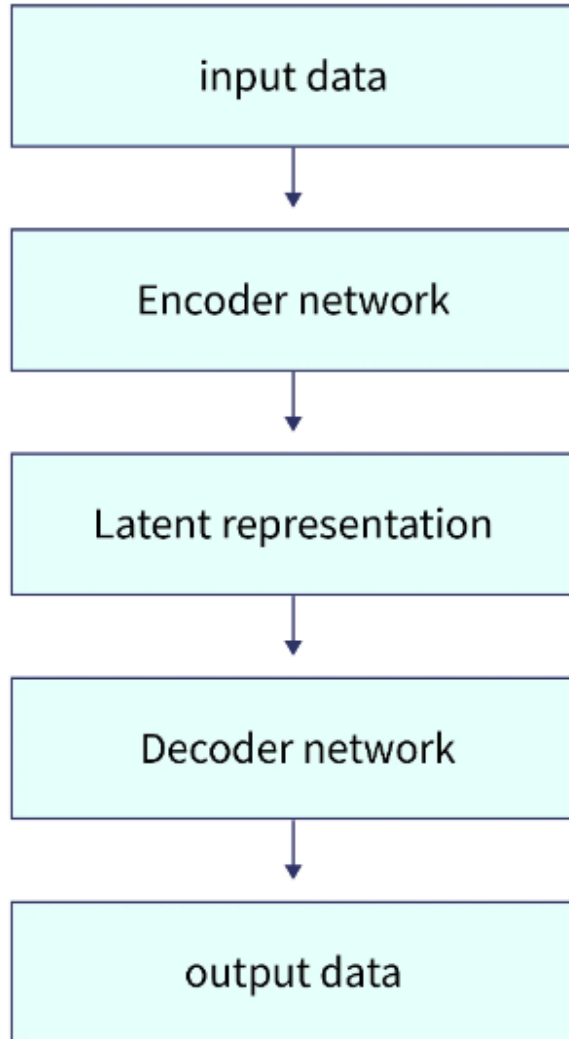 input data
Encoder network
Latent representation
Decoder network
output data